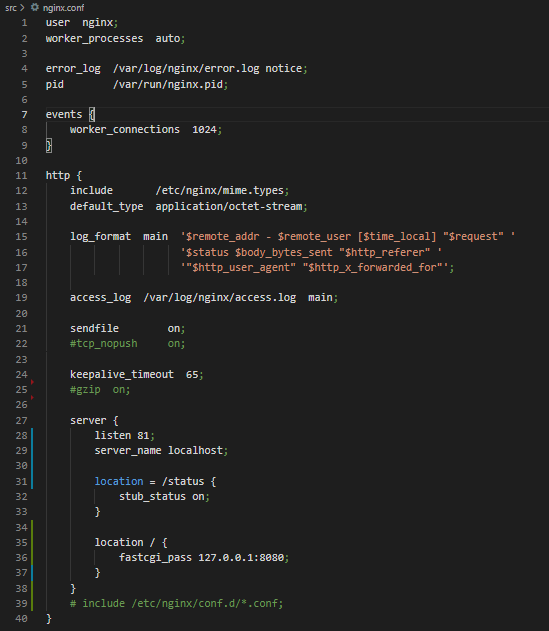 src > nginx.conf
1 user  nginx;
2 worker_processes  auto;
3
4 error_log  /var/log/nginx/error.log notice;
5 pid        /var/run/nginx.pid;
6
7 events {
8     worker_connections  1024;
9 }
10
11 http {
12     include       /etc/nginx/mime.types;
13     default_type  application/octet-stream;
14
15     log_format  main  '$remote_addr - $remote_user [$time_local] "$request" '
16                       '$status $body_bytes_sent "$http_referer" '
17                       '"$http_user_agent" "$http_x_forwarded_for"';
18
19     access_log  /var/log/nginx/access.log  main;
20
21     sendfile        on;
22     #tcp_nopush     on;
23
24     keepalive_timeout  65;
25     #gzip  on;
26
27     server {
28         listen 81;
29         server_name localhost;
30
31         location = /status {
32             stub_status on;
33         }
34
35         location / {
36             fastcgi_pass 127.0.0.1:8080;
37         }
38     }
39     # include /etc/nginx/conf.d/*.conf;
40 }